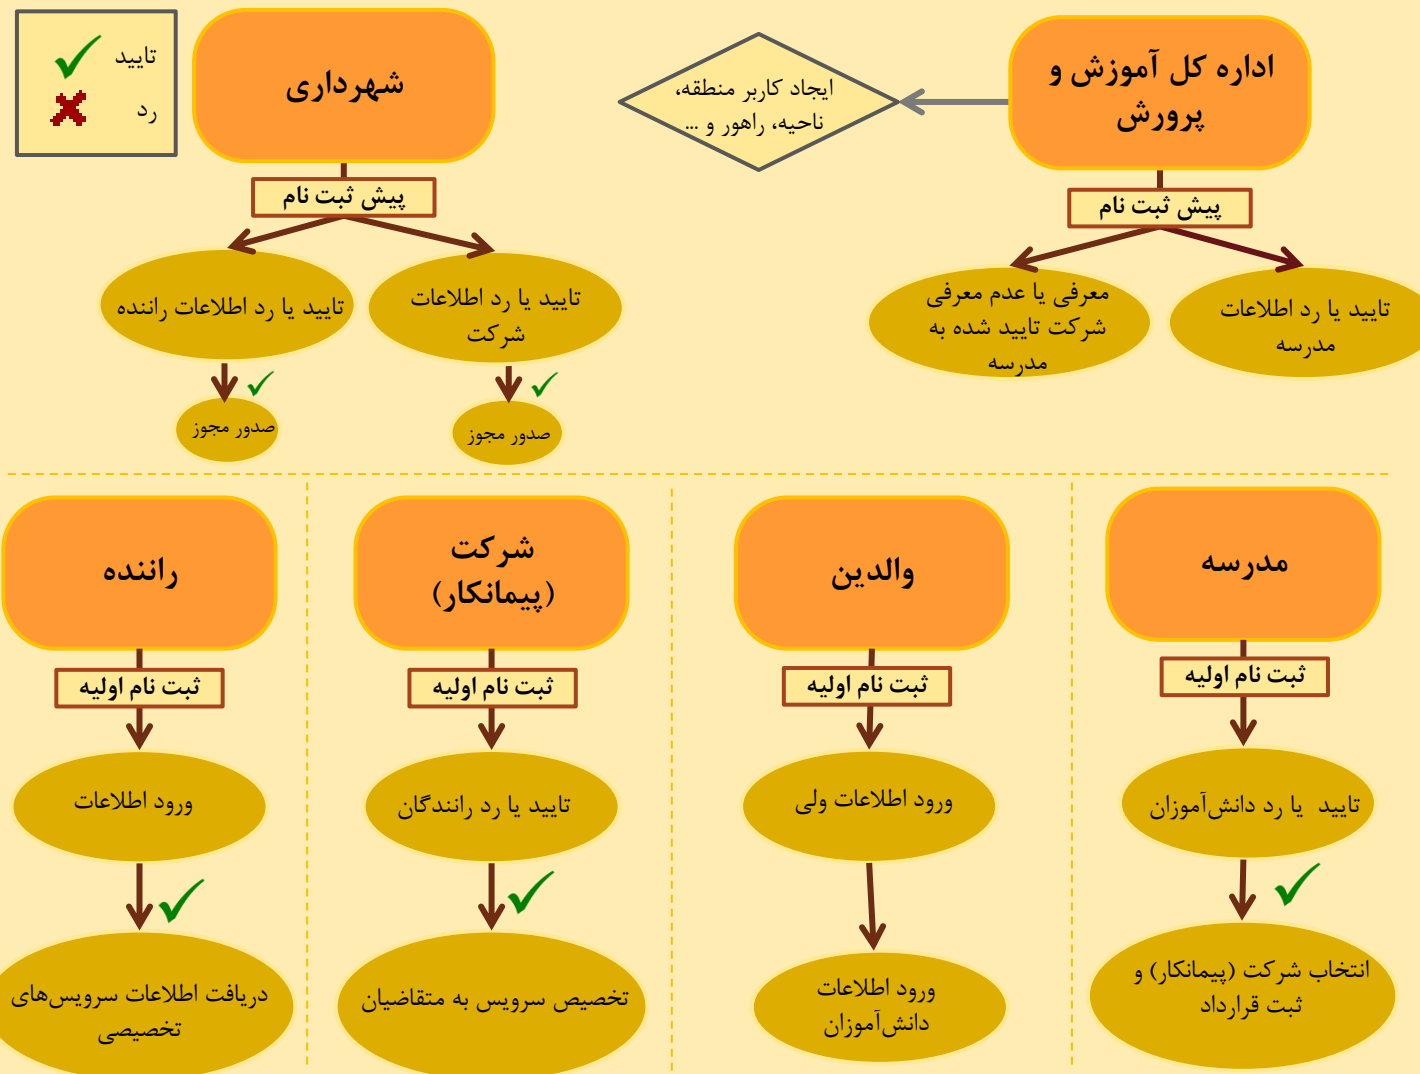 اداره کل آموزش و
پرورش
ایجاد کاربر منطقه،
ناحیه، راهور و ...
شهرداری
تایید
رد
پیش ثبت نام
پیش ثبت نام
تایید یا رد اطلاعات
مدرسه
معرفی یا عدم معرفی
شرکت تایید شده به
مدرسه
تایید یا رد اطلاعات
شرکت
تایید یا رد اطلاعات راننده
صدور مجوز
صدور مجوز
مدرسه
ثبت نام اولیه
تایید یا رد دانش‌آموزان
انتخاب شرکت (پیمانکار) و
ثبت قرارداد
والدین
ثبت نام اولیه
ورود اطلاعات ولی
ورود اطلاعات
دانش‌آموزان
شرکت
(پیمانکار)
ثبت نام اولیه
تایید یا رد رانندگان
تخصیص سرویس به متقاضیان
راننده
ثبت نام اولیه
ورود اطلاعات
دریافت اطلاعات سرویس‌های
تخصیصی